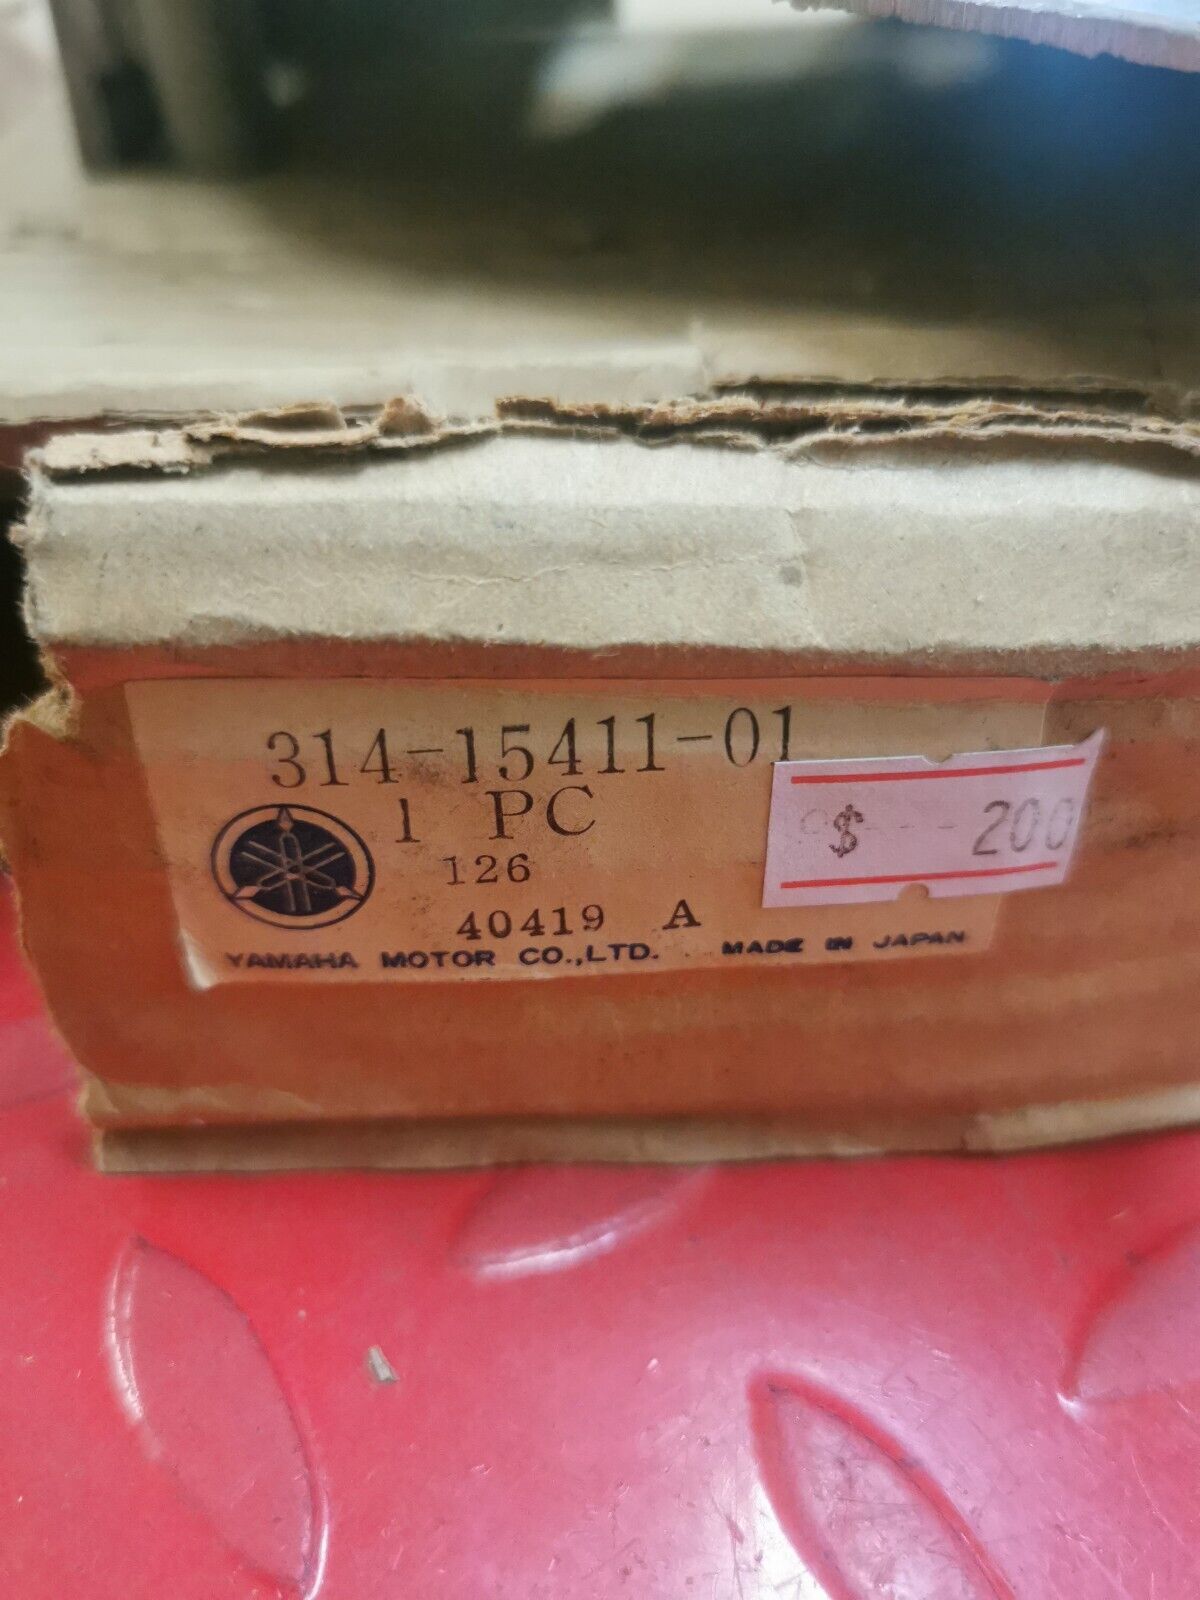 314-15411-01
1 PC
$ 200
126
40419 A
YAMAHA MOTOR CO.,LTD. MADE IN JAPAN